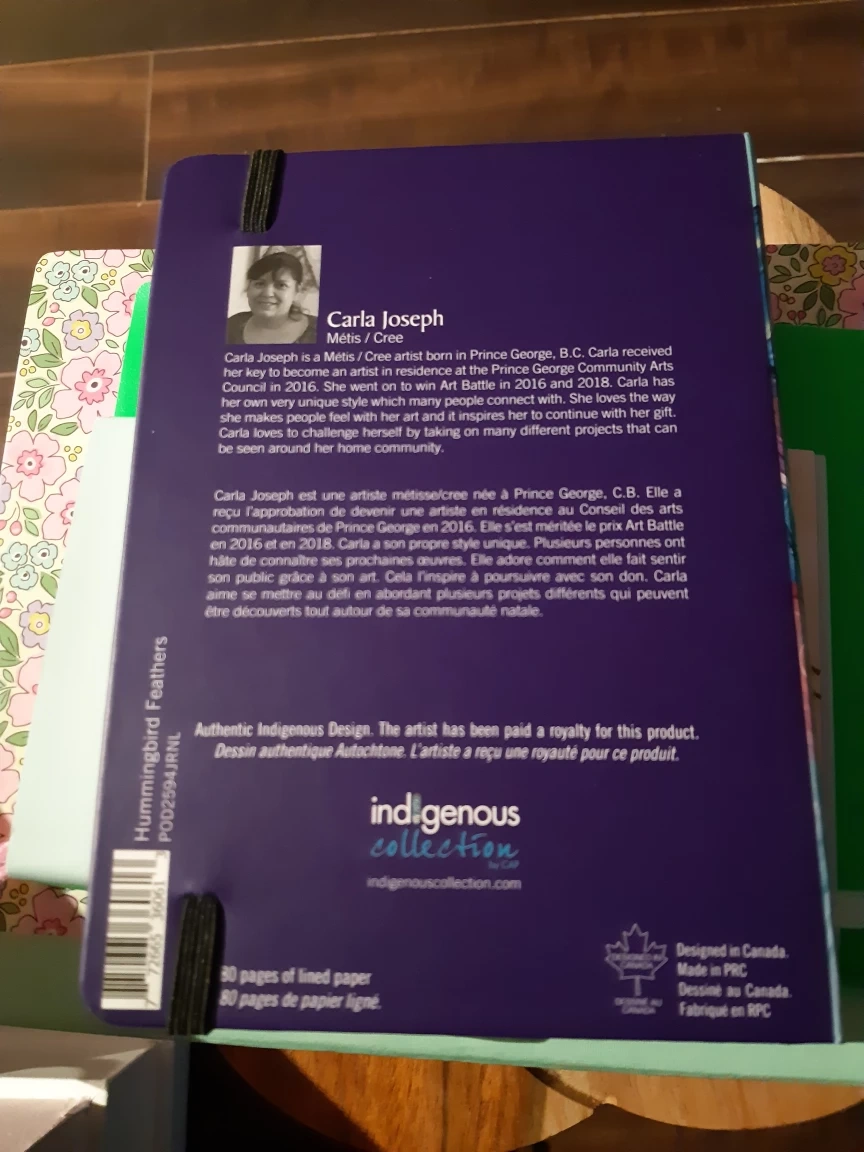 Carla Joseph
Métis / Cree
Carla Joseph is a Métis / Cree artist born in Prince George, B.C. Carla received
her key to become an artist in residence at the Prince George Community Arts
Council in 2016. She went on to win Art Battle in 2016 and 2018. Carla has
her own very unique style which many people connect with. She loves the way
she makes people feel with her art and it inspires her to continue with her gift.
Carla loves to challenge herself by taking on many different projects that can
be seen around her home community.
Carla Joseph est une artiste métisse/cree née à Prince George, C.B. Elle a
reçu l'approbation de devenir une artiste en résidence au Conseil des arts
communautaires de Prince George en 2016. Elle s'est méritée le prix Art Battle
en 2016 et en 2018. Carla a son propre style unique. Plusieurs personnes ont
hâte de connaître ses prochaines œuvres. Elle adore comment elle fait sentir
son public grâce à son art. Cela l'inspire à poursuivre avec son don. Carla
aime se mettre au défi en abordant plusieurs projets différents qui peuvent
être découverts tout autour de sa communauté natale.
Authentic Indigenous Design. The artist has been paid a royalty for this product.
Dessin authentique Autochtone. L'artiste a reçu une royauté pour ce produit.
indigenous
collection
by CAP
indigenouscollection.com
Hummingbird Feathers
POD2594JRNL
7 72665 36061
80 pages of lined paper
80 pages de papier ligné.
DESIGNED IN
CANADA
DESSINÉ AU
CANADA
Designed in Canada.
Made in PRC
Dessiné au Canada.
Fabriqué en RPC